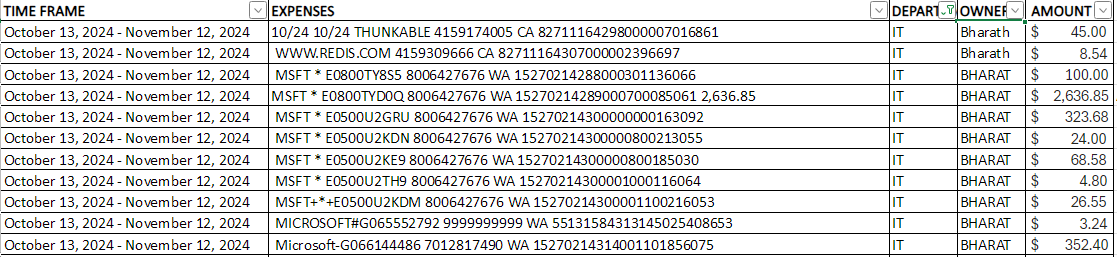 TIME FRAME EXPENSES DEPART OWNER AMOUNT
October 13, 2024 - November 12, 2024 10/24 10/24 THUNKABLE 4159174005 CA 82711164298000007016861 IT Bharath $ 45.00
October 13, 2024 - November 12, 2024 WWW.REDIS.COM 4159309666 CA 82711164307000002396697 IT Bharath $ 8.54
October 13, 2024 - November 12, 2024 MSFT * E0800TY8S5 8006427676 WA 15270214288000301136066 IT BHARAT $ 100.00
October 13, 2024 - November 12, 2024 MSFT * E0800TYD0Q 8006427676 WA 15270214289000700085061 2,636.85 IT BHARAT $ 2,636.85
October 13, 2024 - November 12, 2024 MSFT * E0500U2GRU 8006427676 WA 15270214300000000163092 IT BHARAT $ 323.68
October 13, 2024 - November 12, 2024 MSFT * E0500U2KDN 8006427676 WA 15270214300000800213055 IT BHARAT $ 24.00
October 13, 2024 - November 12, 2024 MSFT * E0500U2KE9 8006427676 WA 15270214300000800185030 IT BHARAT $ 68.58
October 13, 2024 - November 12, 2024 MSFT * E0500U2TH9 8006427676 WA 15270214300001000116064 IT BHARAT $ 4.80
October 13, 2024 - November 12, 2024 MSFT+*+E0500U2KDM 8006427676 WA 15270214300001100216053 IT BHARAT $ 26.55
October 13, 2024 - November 12, 2024 MICROSOFT#G065552792 9999999999 WA 55131584313145025408653 IT BHARAT $ 3.24
October 13, 2024 - November 12, 2024 Microsoft-G066144486 7012817490 WA 15270214314001101856075 IT BHARAT $ 352.40